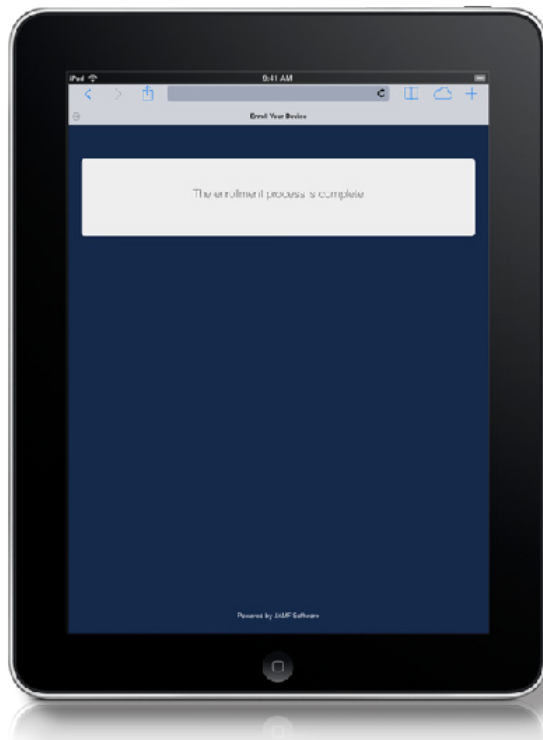 iPad 9:41 AM
Enroll Your Device
The enrollment process is complete
Powered by JAMF Software